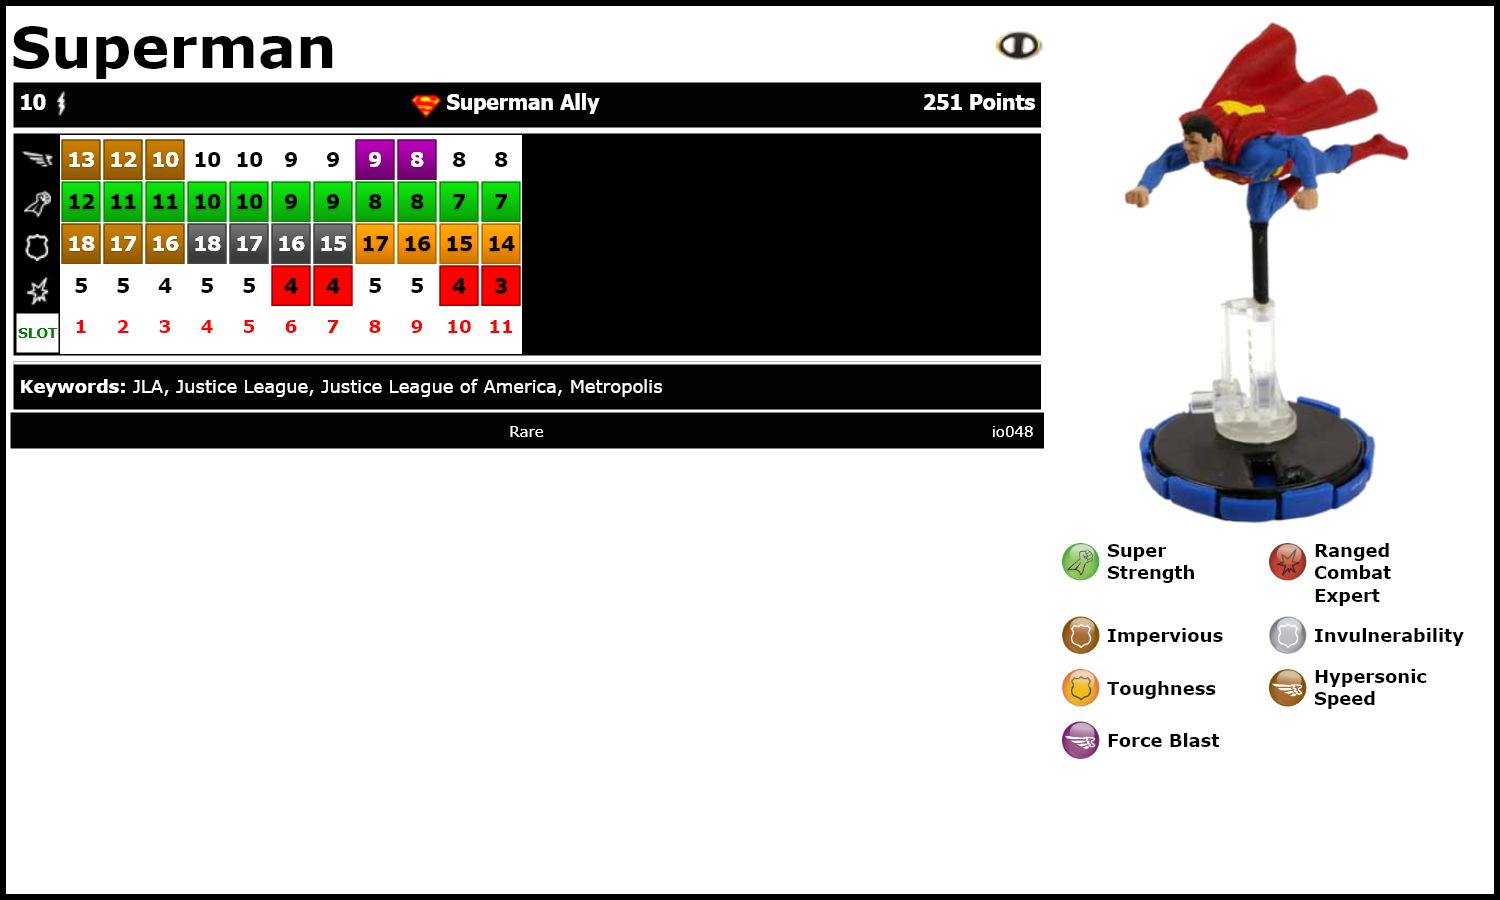 Superman
10 Superman Ally 251 Points
13 12 10 10 10 9 9 9 8 8 8
12 11 11 10 10 9 9 8 8 7 7
18 17 16 18 17 16 15 17 16 15 14
5 5 4 5 5 4 4 5 5 4 3
SLOT 1 2 3 4 5 6 7 8 9 10 11
Keywords: JLA, Justice League, Justice League of America, Metropolis
Rare io048
Super
Strength
Ranged
Combat
Expert
Impervious
Invulnerability
Toughness
Hypersonic
Speed
Force Blast